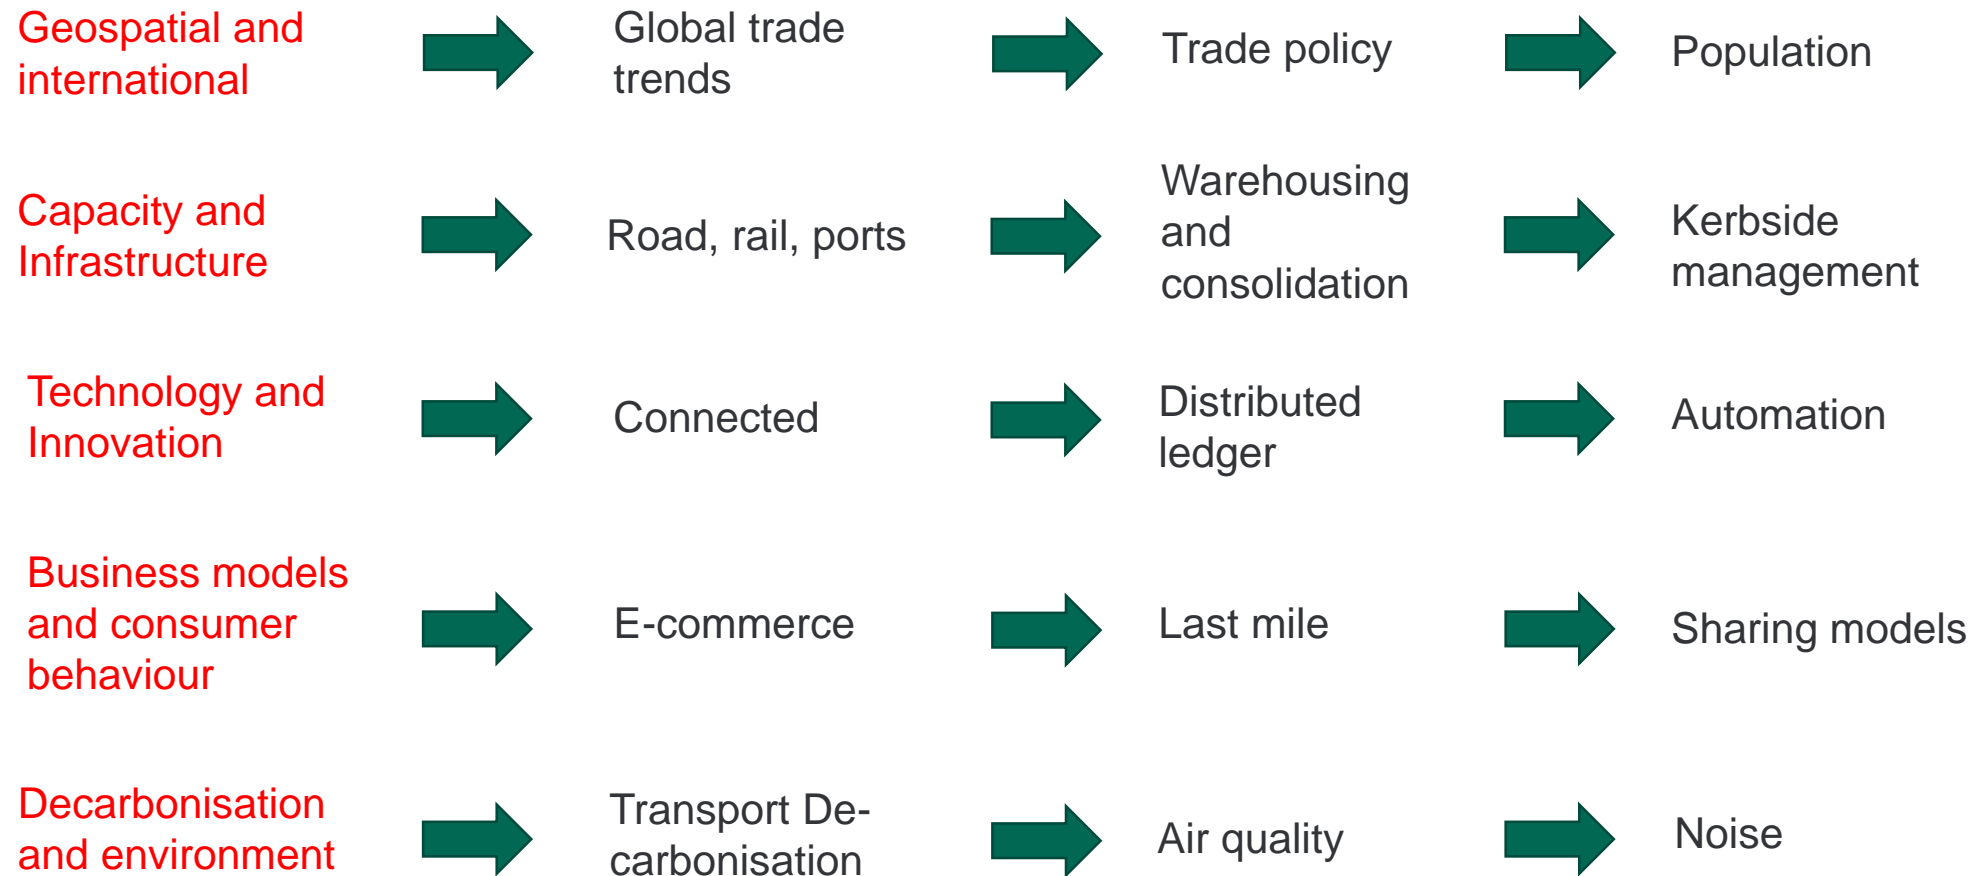 Geospatial and
international
Global trade
trends
Trade policy
Population
Capacity and
Infrastructure
Road, rail, ports
Warehousing
and
consolidation
Kerbside
management
Technology and
Innovation
Connected
Distributed
ledger
Automation
Business models
and consumer
behaviour
E-commerce
Last mile
Sharing models
Decarbonisation
and environment
Transport De-
carbonisation
Air quality
Noise